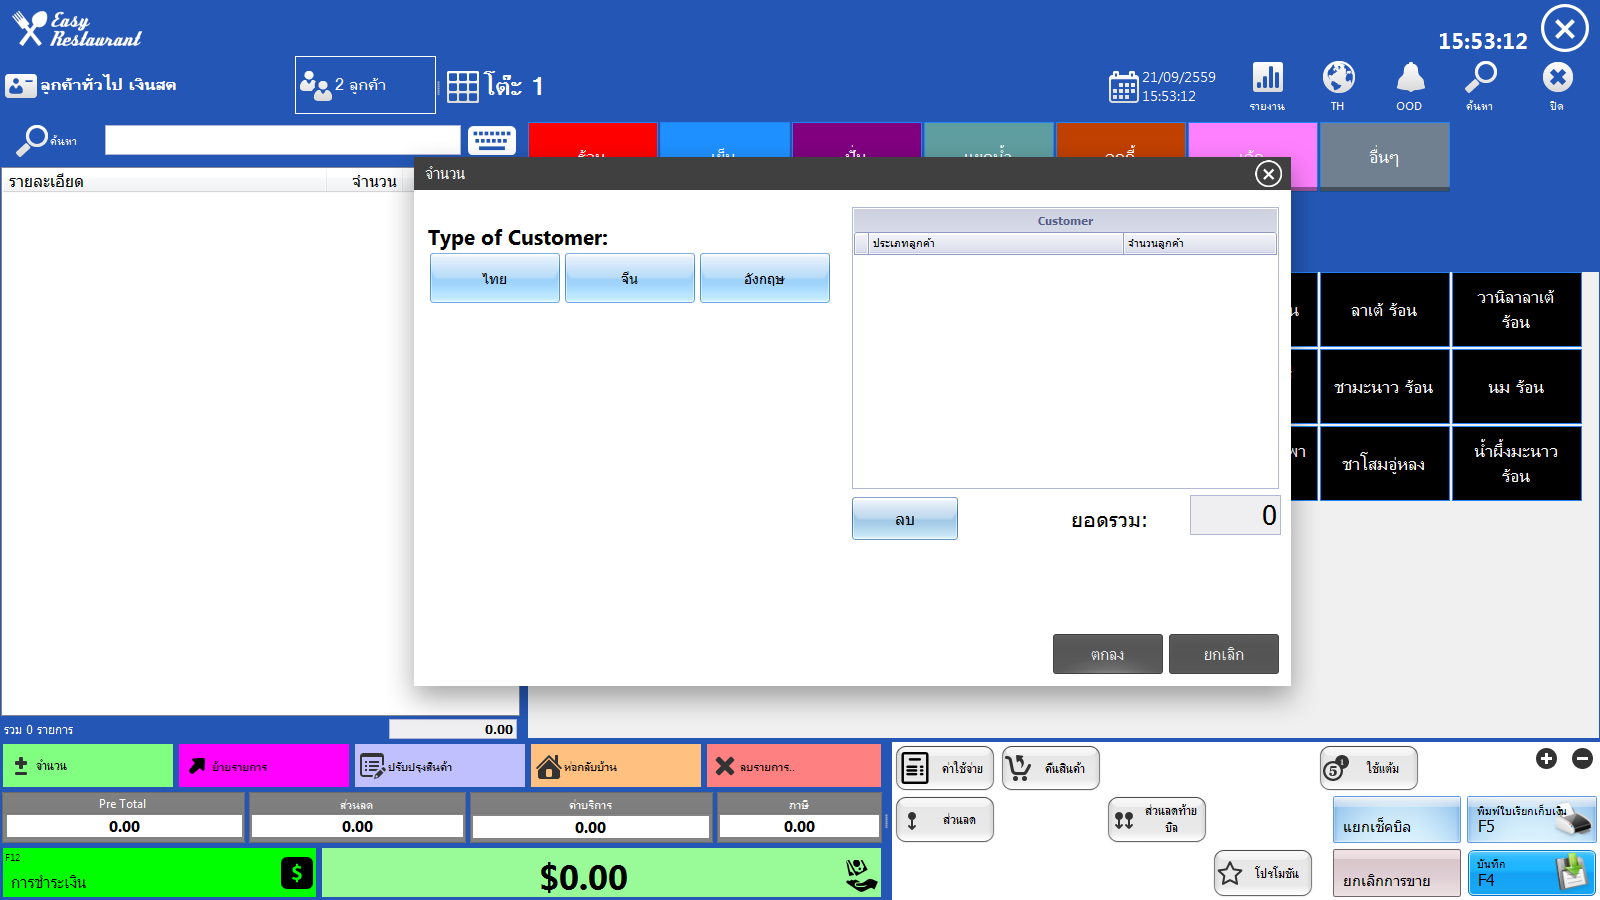 Easy
Restaurant
15:53:12
ลูกค้าทั่วไป เงินสด
2 ลูกค้า
โต๊ะ 1
21/09/2559
15:53:12
รายงาน
TH
OOD
ค้นหา
ปิด
ค้นหา
อื่นๆ
รายละเอียด
จำนวน
จำนวน
Type of Customer:
ไทย
จีน
อังกฤษ
Customer
ประเภทลูกค้า
จำนวนลูกค้า
ลบ
ยอดรวม:
0
ตกลง
ยกเลิก
ลาเต้ ร้อน
วานิลาลาเต้
ร้อน
ชามะนาว ร้อน
นม ร้อน
ชาโสมอู่หลง
น้ำผึ้งมะนาว
ร้อน
รวม 0 รายการ
0.00
จำนวน
ย้ายรายการ
ปรับปรุงสินค้า
ห่อกลับบ้าน
ลบรายการ..
Pre Total
0.00
ส่วนลด
0.00
ค่าบริการ
0.00
ภาษี
0.00
F12
การชำระเงิน
$0.00
ค่าใช้จ่าย
คืนสินค้า
ใช้แต้ม
ส่วนลด
ส่วนลดท้าย
บิล
โปรโมชั่น
แยกเช็คบิล
พิมพ์ใบเรียกเก็บเงิน
F5
ยกเลิกการขาย
บันทึก
F4